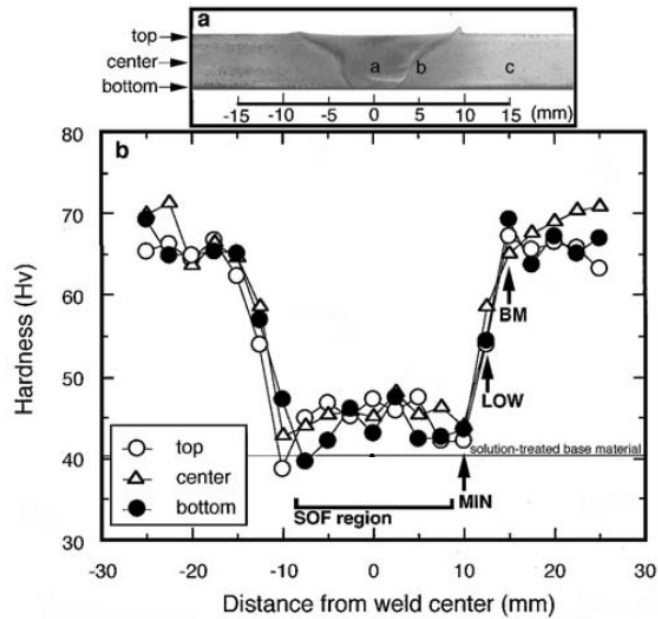 a
top
center
bottom
a b c
-15 -10 -5 0 5 10 15 (mm)
b
80
70
60
50
40
30
Hardness (Hv)
BM
LOW
solution-treated base material
MIN
SOF region
top
center
bottom
-30 -20 -10 0 10 20 30
Distance from weld center (mm)